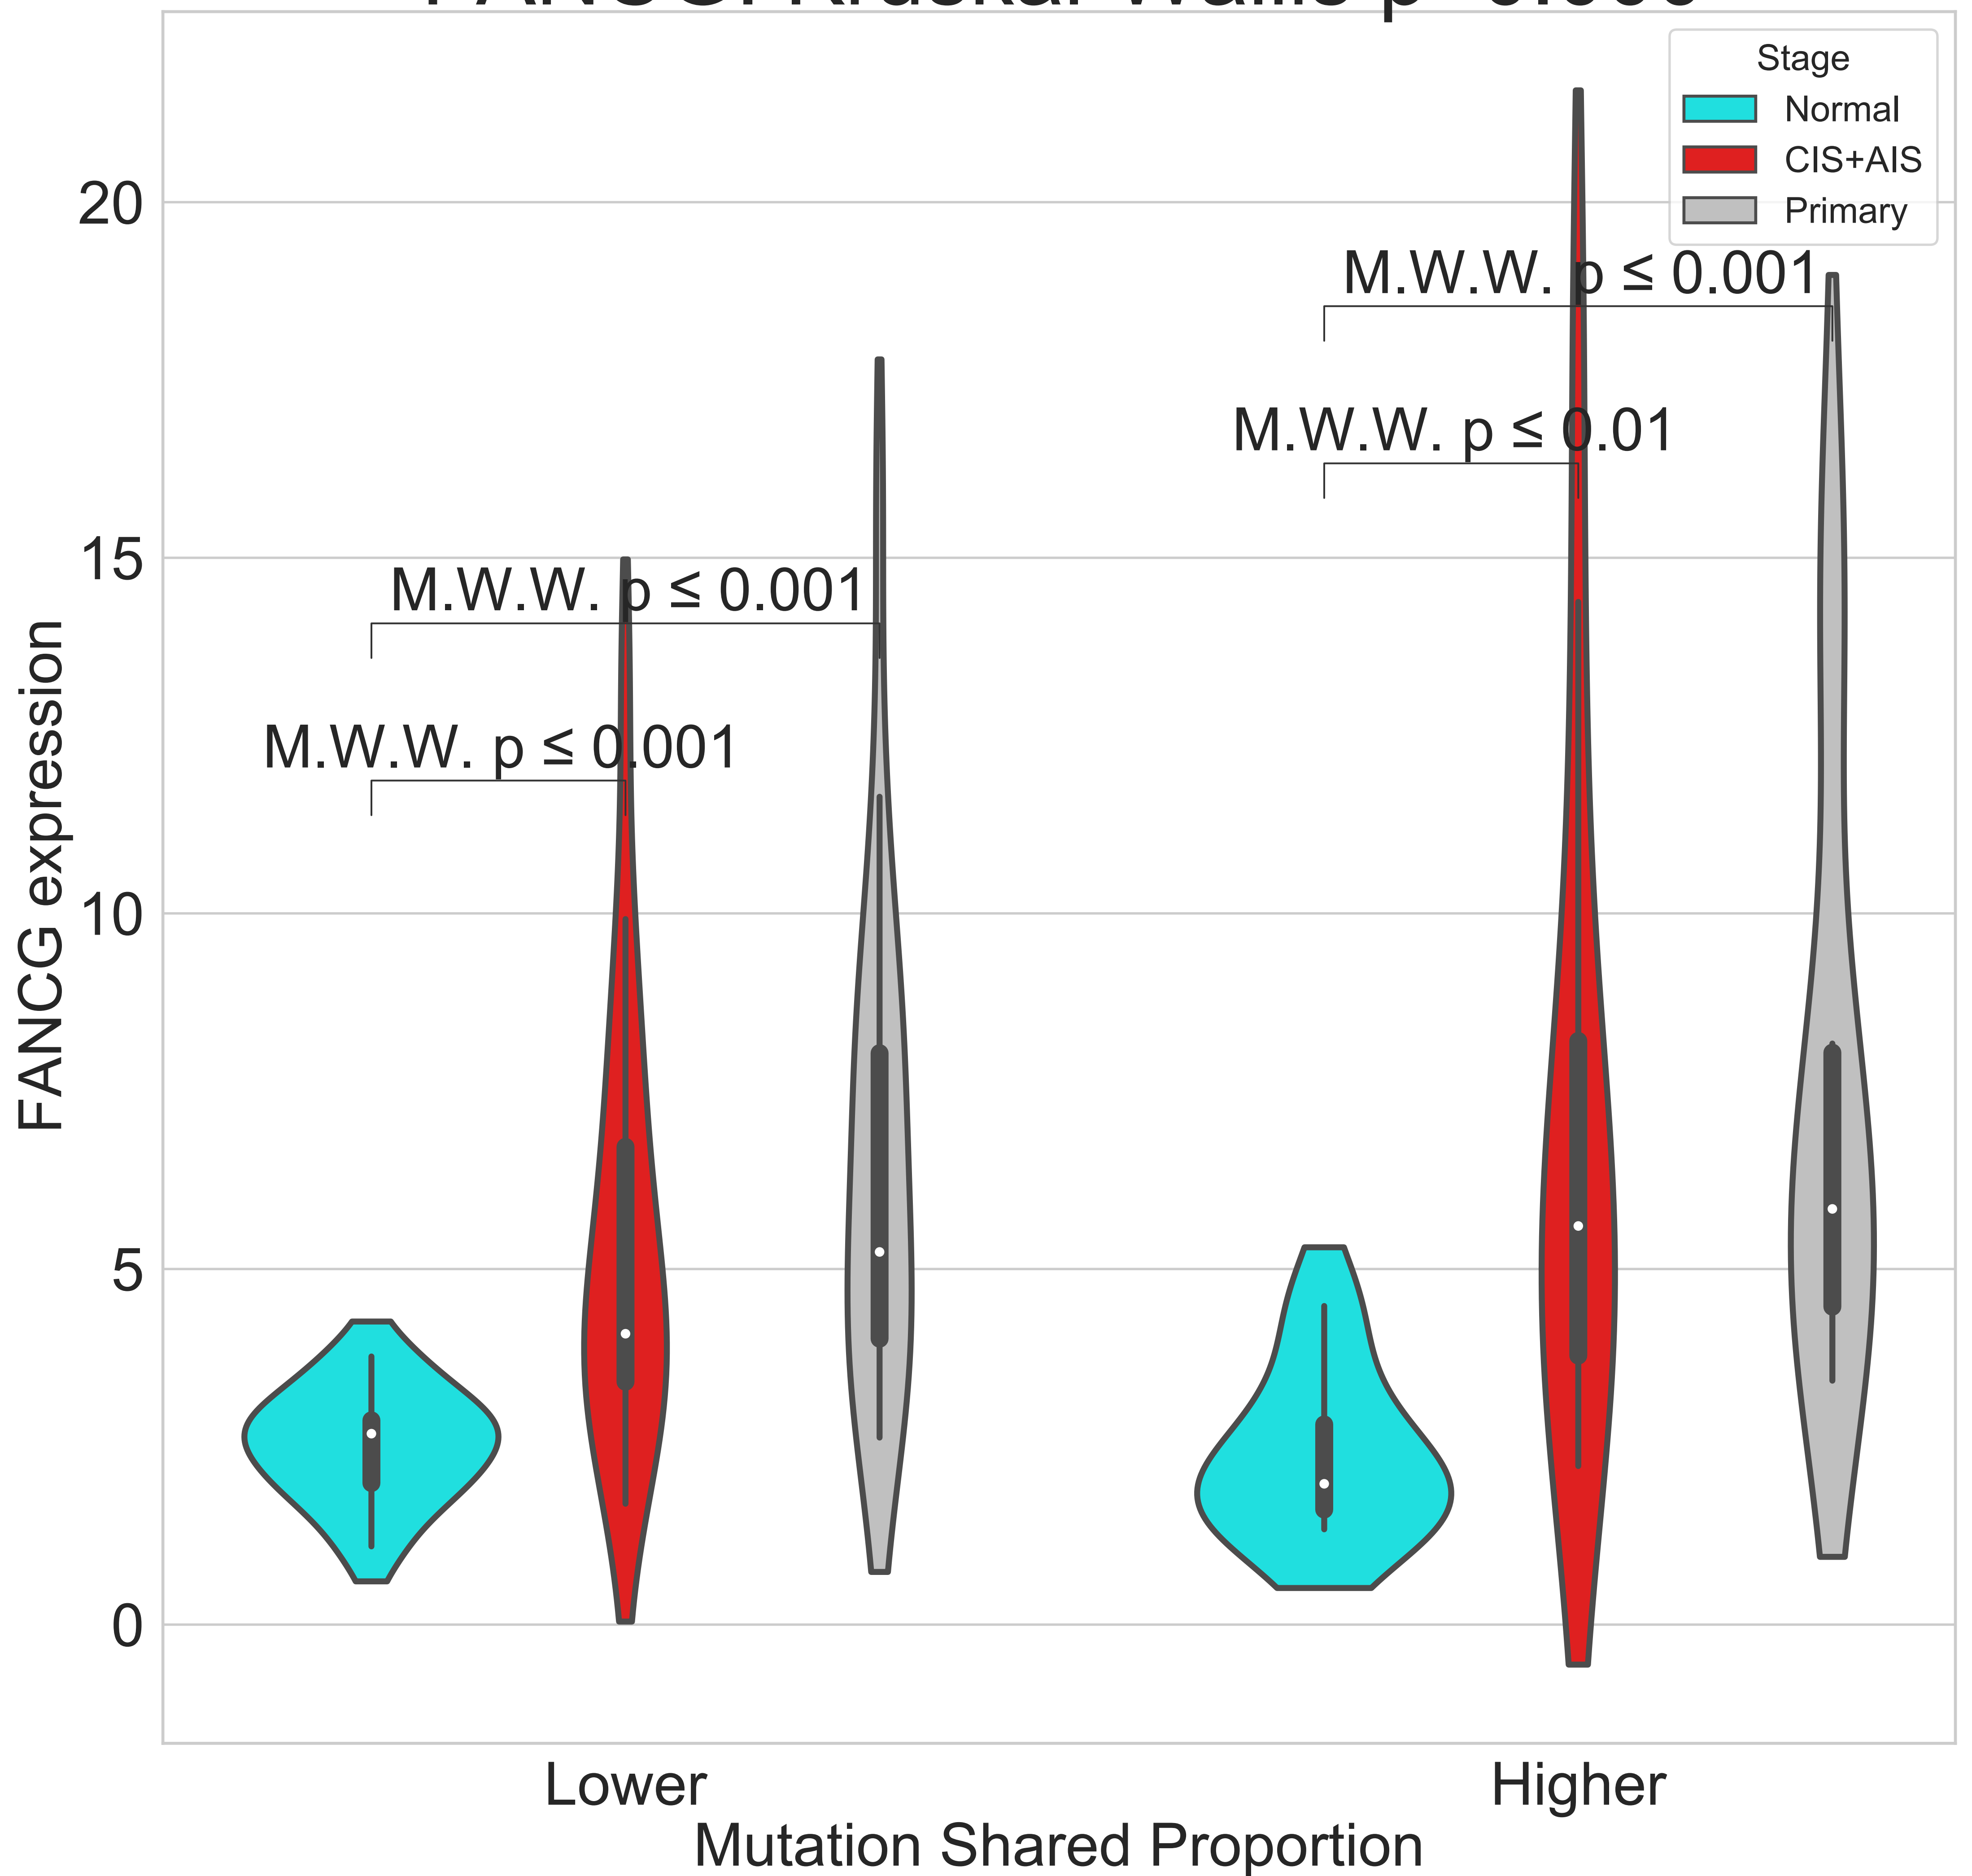 Stage
Normal
CIS+AIS
Primary
20
15
10
5
0
FANCG expression
M.W.W. p ≤ 0.001
M.W.W. p ≤ 0.01
M.W.W. p ≤ 0.001
M.W.W. p ≤ 0.001
Lower
Higher
Mutation Shared Proportion